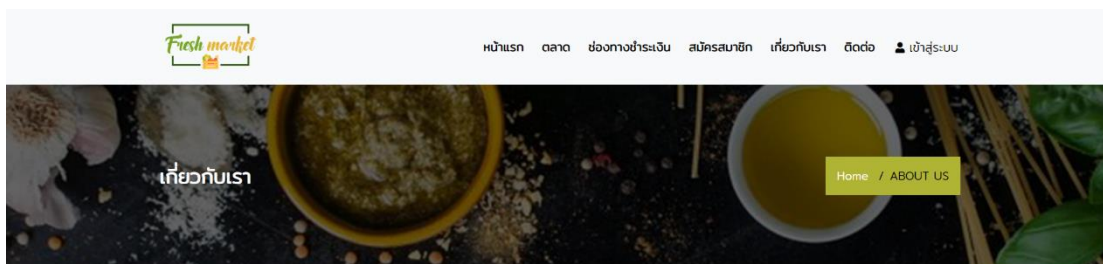 Fresh market
หน้าแรก ตลาด ช่องทางชำระเงิน สมัครสมาชิก เกี่ยวกับเรา ติดต่อ เข้าสู่ระบบ
เกี่ยวกับเรา
Home / ABOUT US